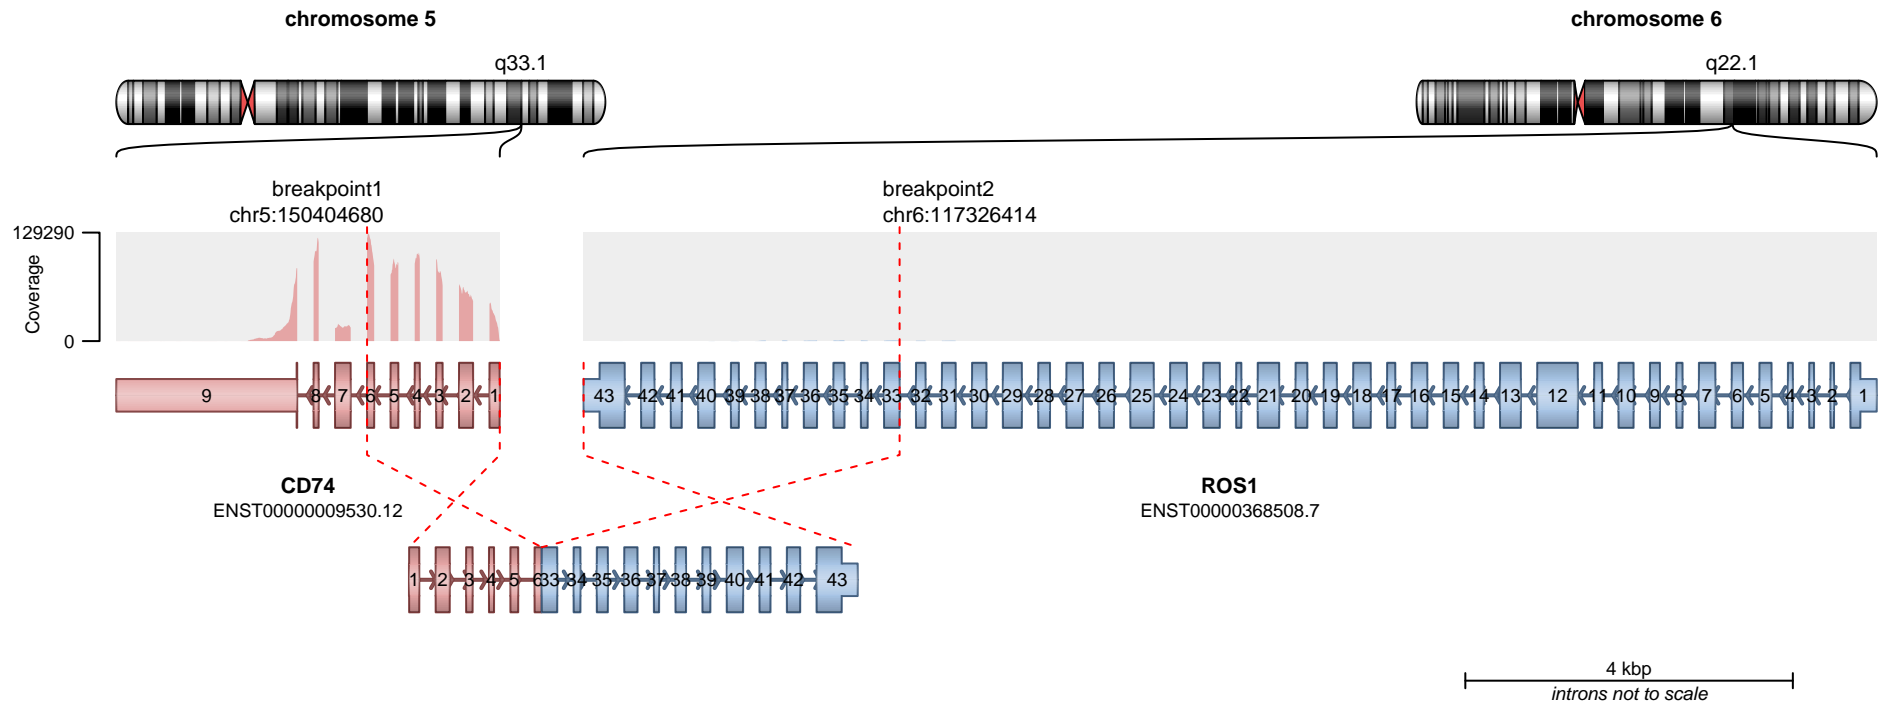 chromosome 5
chromosome 6
q33.1
q22.1
breakpoint1
chr5:150404680
breakpoint2
chr6:117326414
129290
Coverage
0
9 8 7 6 5 4 3 2 1
43 42 41 40 39 38 37 36 35 34 33 32 31 30 29 28 27 26 25 24 23 22 21 20 19 18 17 16 15 14 13 12 11 10 9 8 7 6 5 4 3 2 1
CD74
ENST00000009530.12
ROS1
ENST00000368508.7
1 2 3 4 5 6 33 34 35 36 37 38 39 40 41 42 43
4 kbp
introns not to scale